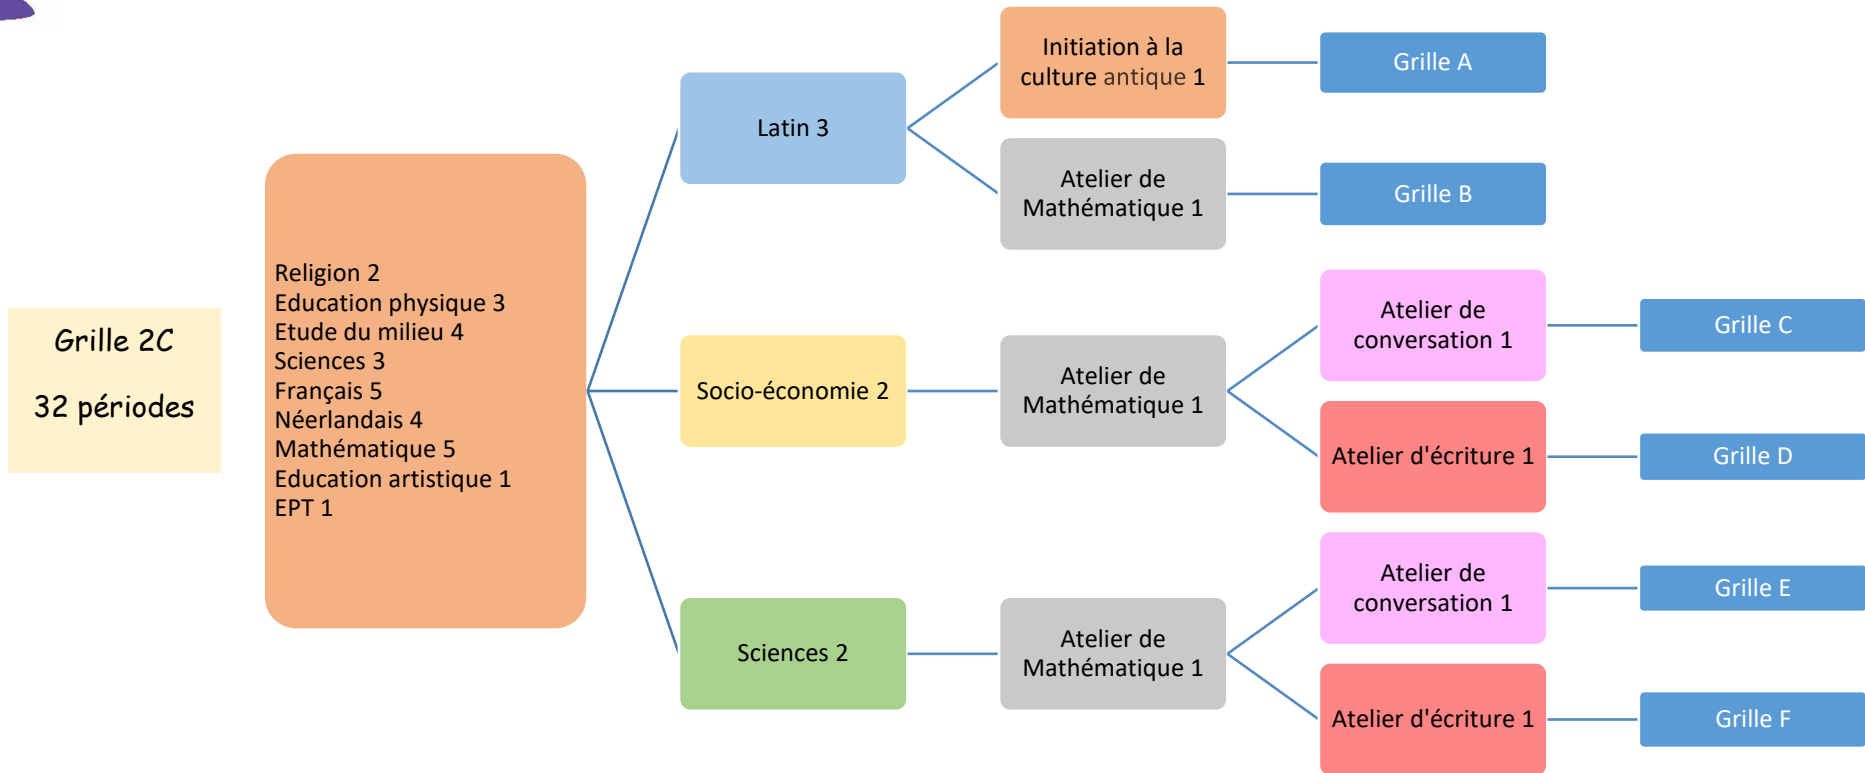 Grille 2C
32 périodes
Religion 2
Education physique 3
Etude du milieu 4
Sciences 3
Français 5
Néerlandais 4
Mathématique 5
Education artistique 1
EPT 1
Latin 3
Initiation à la
culture antique 1
Grille A
Atelier de
Mathématique 1
Grille B
Socio-économie 2
Atelier de
Mathématique 1
Atelier de
conversation 1
Grille C
Atelier d'écriture 1
Grille D
Sciences 2
Atelier de
Mathématique 1
Atelier de
conversation 1
Grille E
Atelier d'écriture 1
Grille F